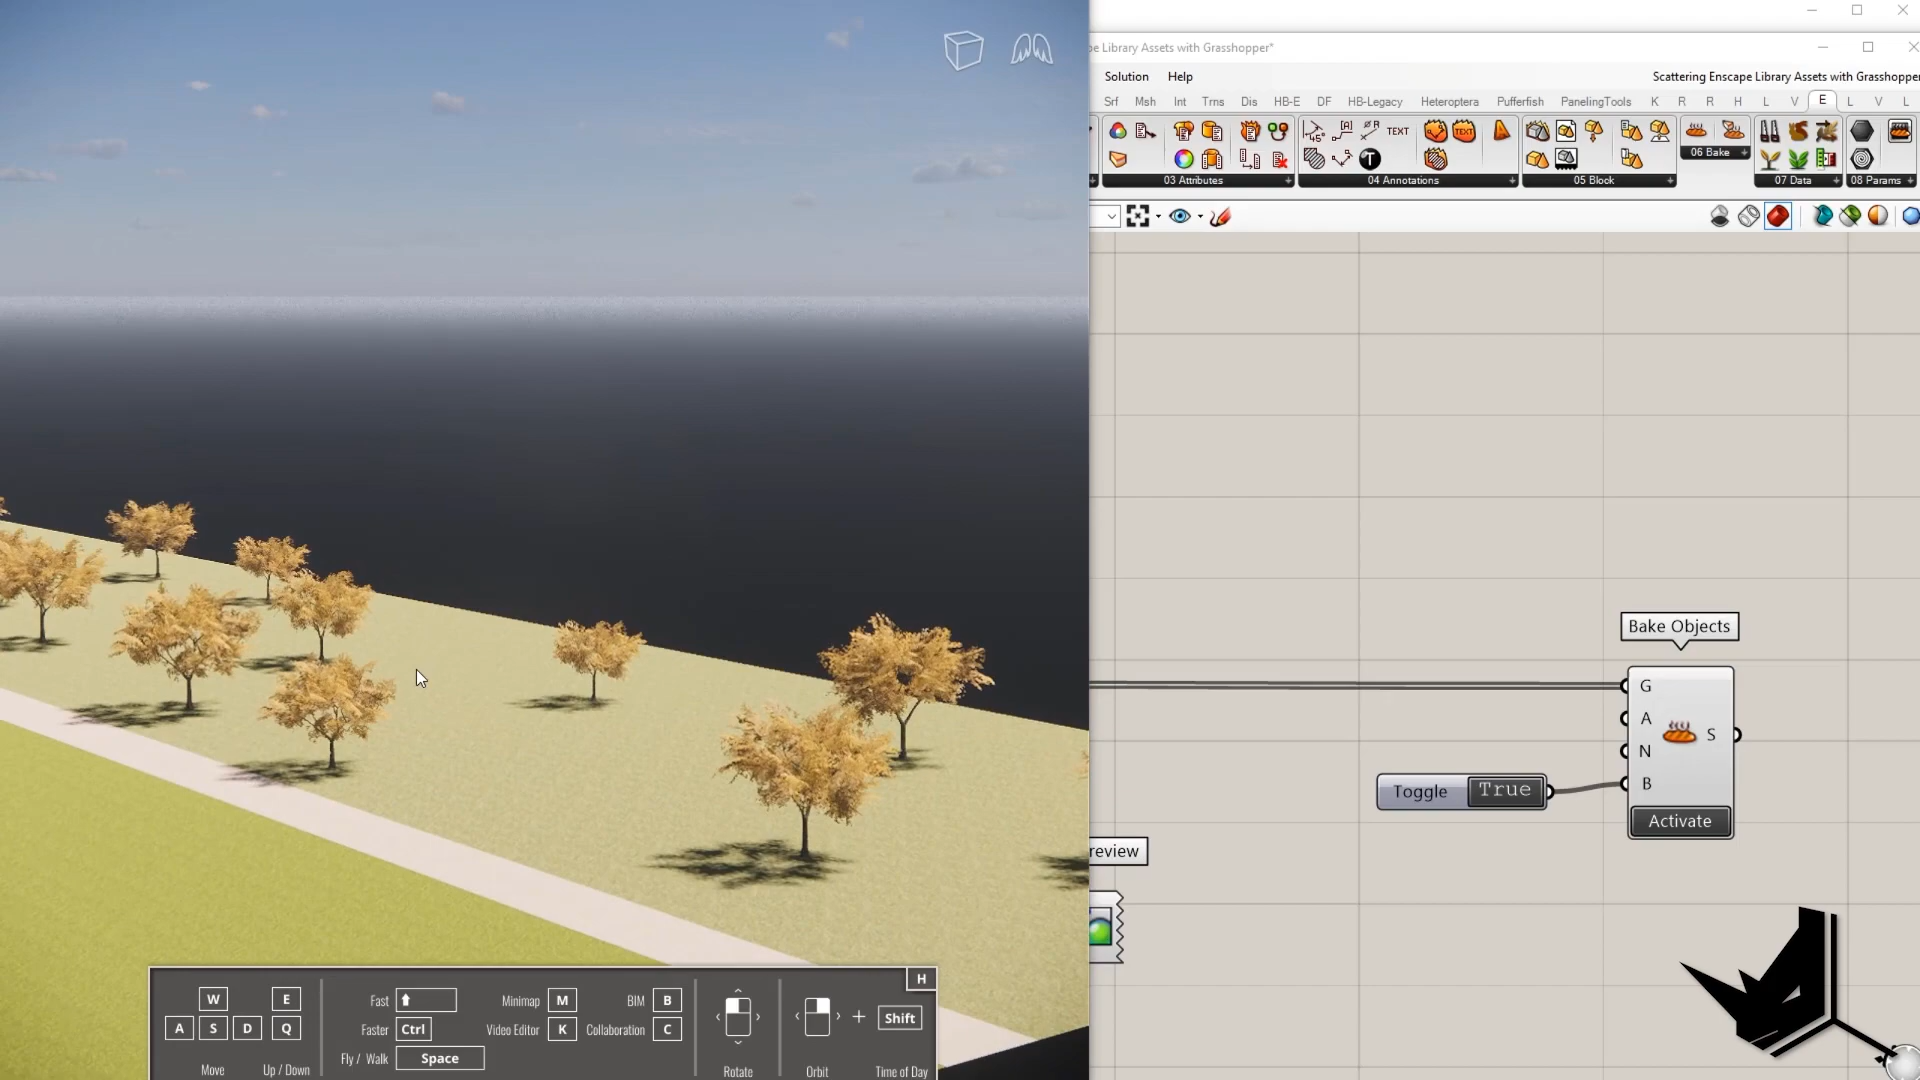 be Library Assets with Grasshopper*
Solution Help
Scattering Enscape Library Assets with Grasshopper
Srf Msh Int Trns Dis HB-E DF HB-Legacy Heteroptera Pufferfish PanelingTools K R R H L V E L V L
TEXT
TEXT
T
03 Attributes
04 Annotations
05 Block
06 Bake
07 Data
08 Params
Bake Objects
G
A
N
B
S
Activate
Toggle True
review
H
W E
A S D Q
Move
Up / Down
Fast
Faster Ctrl
Fly / Walk Space
Minimap M
Video Editor K
BIM B
Collaboration C
Rotate
Orbit
+ Shift
Time of Day